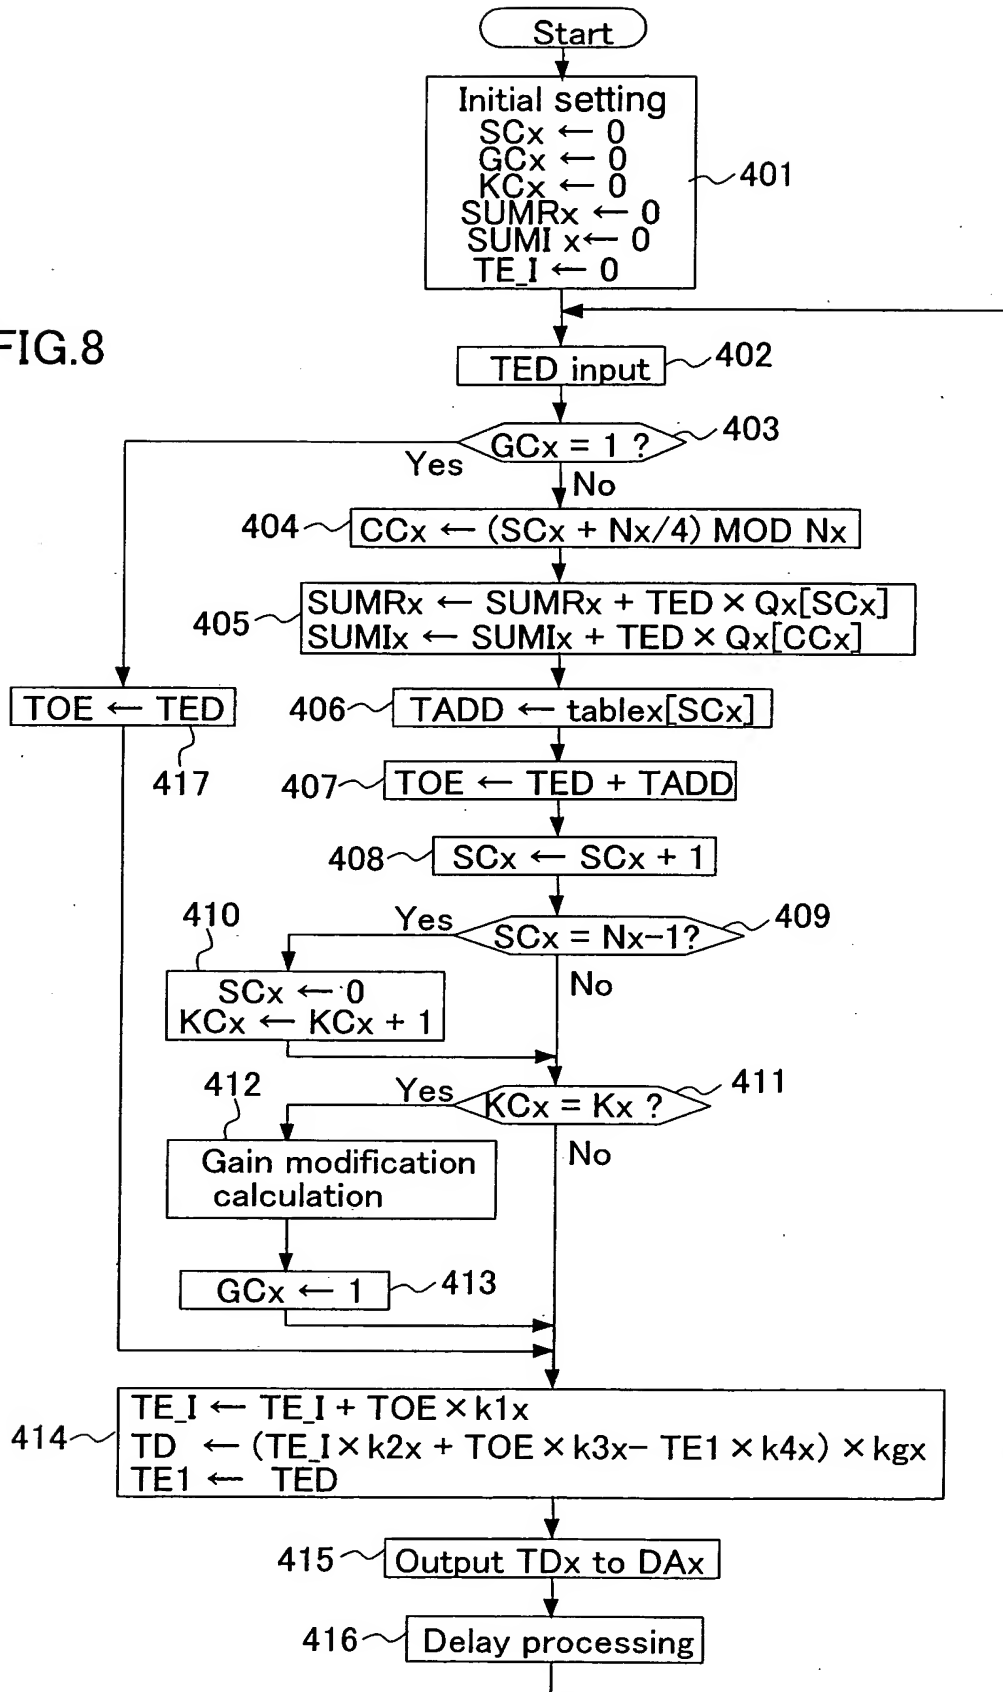 Start
Initial setting
SCx ← 0
GCx ← 0
KCx ← 0
SUMRx ← 0
SUMI x← 0
TE_I ← 0
401
FIG.8
TED input
402
GCx = 1 ?
403
Yes
No
404
CCx ← (SCx + Nx/4) MOD Nx
405
SUMRx ← SUMRx + TED × Qx[SCx]
SUMIx ← SUMIx + TED × Qx[CCx]
TOE ← TED
417
406
TADD ← tablex[SCx]
407
TOE ← TED + TADD
408
SCx ← SCx + 1
410
Yes
SCx = Nx-1?
409
No
SCx ← 0
KCx ← KCx + 1
412
Yes
KCx = Kx ?
411
No
Gain modification
calculation
GCx ← 1
413
414
TE_I ← TE_I + TOE × k1x
TD ← (TE_I × k2x + TOE × k3x- TE1 × k4x) × kgx
TE1 ← TED
415
Output TDx to DAx
416
Delay processing